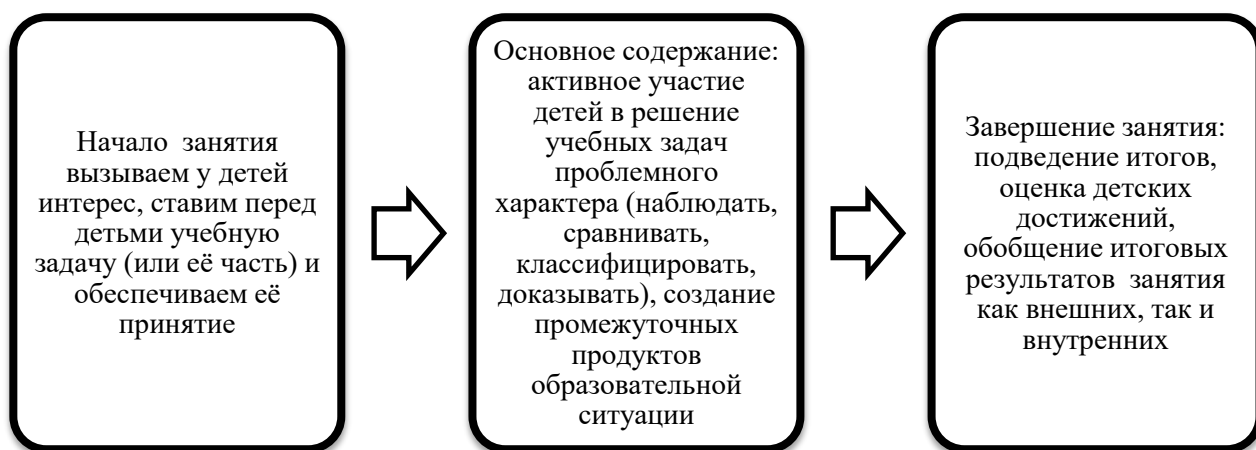 Начало занятия
вызываем у детей
интерес, ставим перед
детьми учебную
задачу (или её часть) и
обеспечиваем её
принятие
Основное содержание:
активное участие
детей в решение
учебных задач
проблемного
характера (наблюдать,
сравнивать,
классифицировать,
доказывать), создание
промежуточных
продуктов
образовательной
ситуации
Завершение занятия:
подведение итогов,
оценка детских
достижений,
обобщение итоговых
результатов занятия
как внешних, так и
внутренних